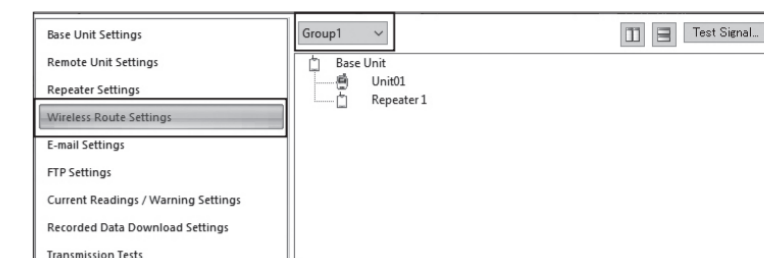 Base Unit Settings
Remote Unit Settings
Repeater Settings
Wireless Route Settings
E-mail Settings
FTP Settings
Current Readings / Warning Settings
Recorded Data Download Settings
Transmission Tests
Group1
Test Signal...
Base Unit
Unit01
Repeater 1